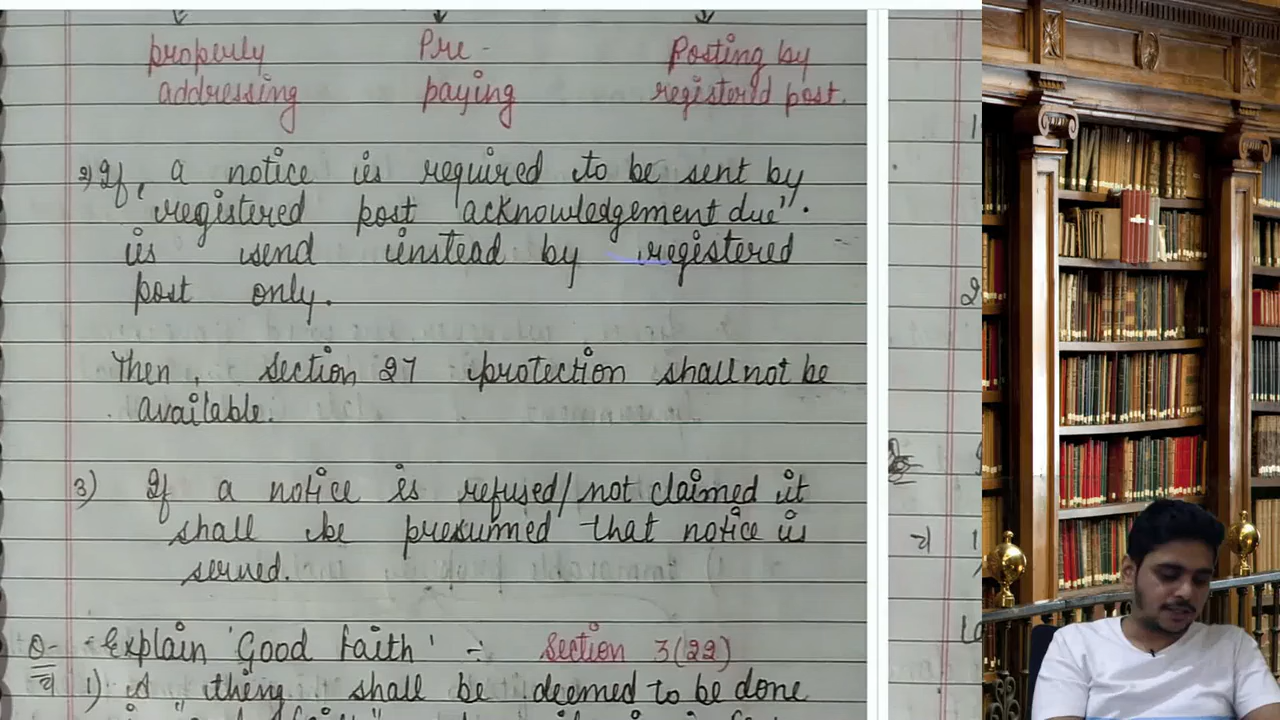 properly Pre- Posting by
addressing paying registered post.
2) If, a notice is required to be sent by
"registered post "acknowledgement due".
is send instead by registered
post only.
Then, section 27 protection shall not be
available.
3) If a notice is refused/not claimed it
shall be presumed that notice is
served.
Q- Explain 'Good Faith' :- Section 3(22)
1) A "thing shall be deemed to be done